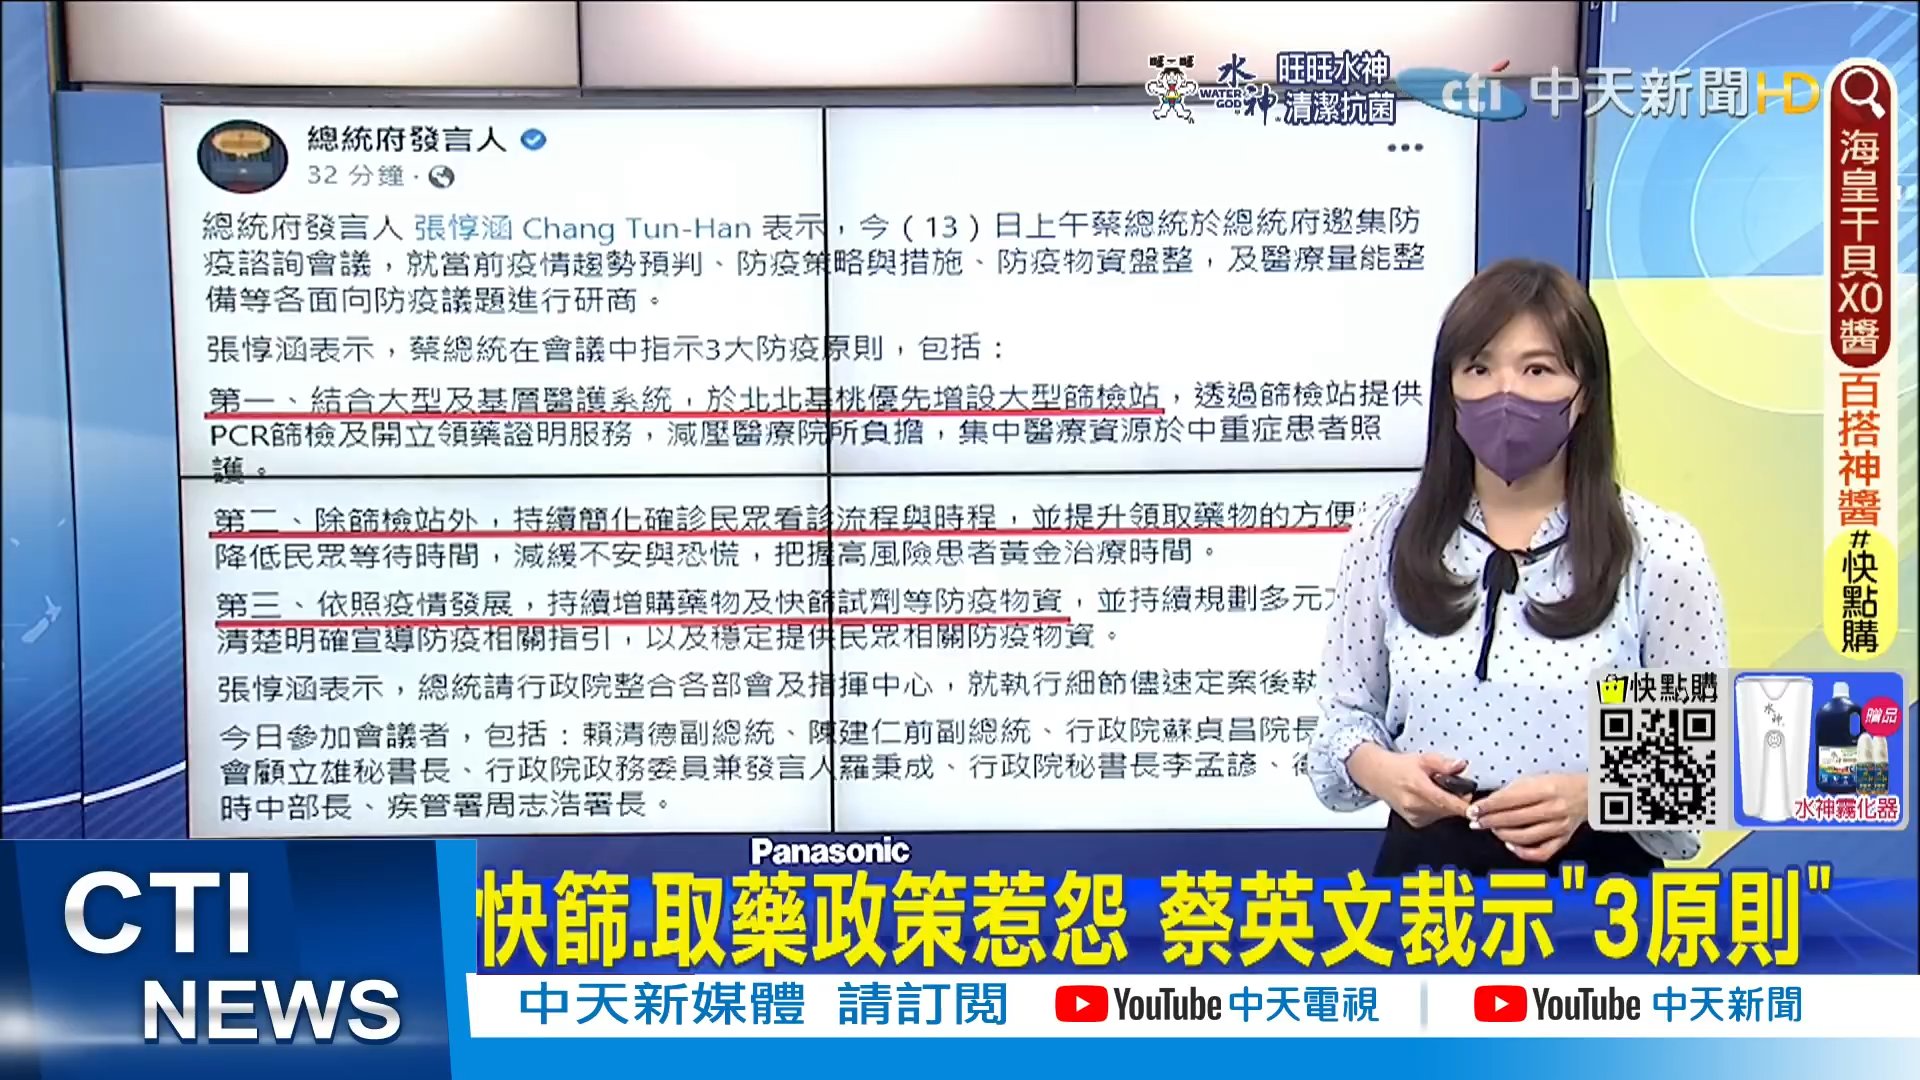 旺一旺
水神
WATER GOD
旺旺水神
清潔抗菌
cti 中天新聞HD
總統府發言人
32 分鐘
總統府發言人 張惇涵 Chang Tun-Han 表示，今（13）日上午蔡總統於總統府邀集防
疫諮詢會議，就當前疫情趨勢預判、防疫策略與措施、防疫物資盤整，及醫療量能整
備等各面向防疫議題進行研商。
張惇涵表示，蔡總統在會議中指示3大防疫原則，包括：
第一、結合大型及基層醫護系統，於北北基桃優先增設大型篩檢站，透過篩檢站提供
PCR篩檢及開立領藥證明服務，減壓醫療院所負擔，集中醫療資源於中重症患者照
護。
第二、除篩檢站外，持續簡化確診民眾看診流程與時程，並提升領取藥物的方便
降低民眾等待時間，減緩不安與恐慌，把握高風險患者黃金治療時間。
第三、依照疫情發展，持續增購藥物及快篩試劑等防疫物資，並持續規劃多元
清楚明確宣導防疫相關指引，以及穩定提供民眾相關防疫物資。
張惇涵表示，總統請行政院整合各部會及指揮中心，就執行細節儘速定案後執
今日參加會議者，包括：賴清德副總統、陳建仁前副總統、行政院蘇貞昌院長
會顧立雄秘書長、行政院政務委員兼發言人羅秉成、行政院秘書長李孟諺、衛
時中部長、疾管署周志浩署長。
海皇干貝XO醬
百搭神醬
#快點購
快點購
水神
贈品
水神霧化器
Panasonic
快篩.取藥政策惹怨 蔡英文裁示"3原則"
CTI
NEWS
中天新媒體 請訂閱 YouTube 中天電視 YouTube 中天新聞